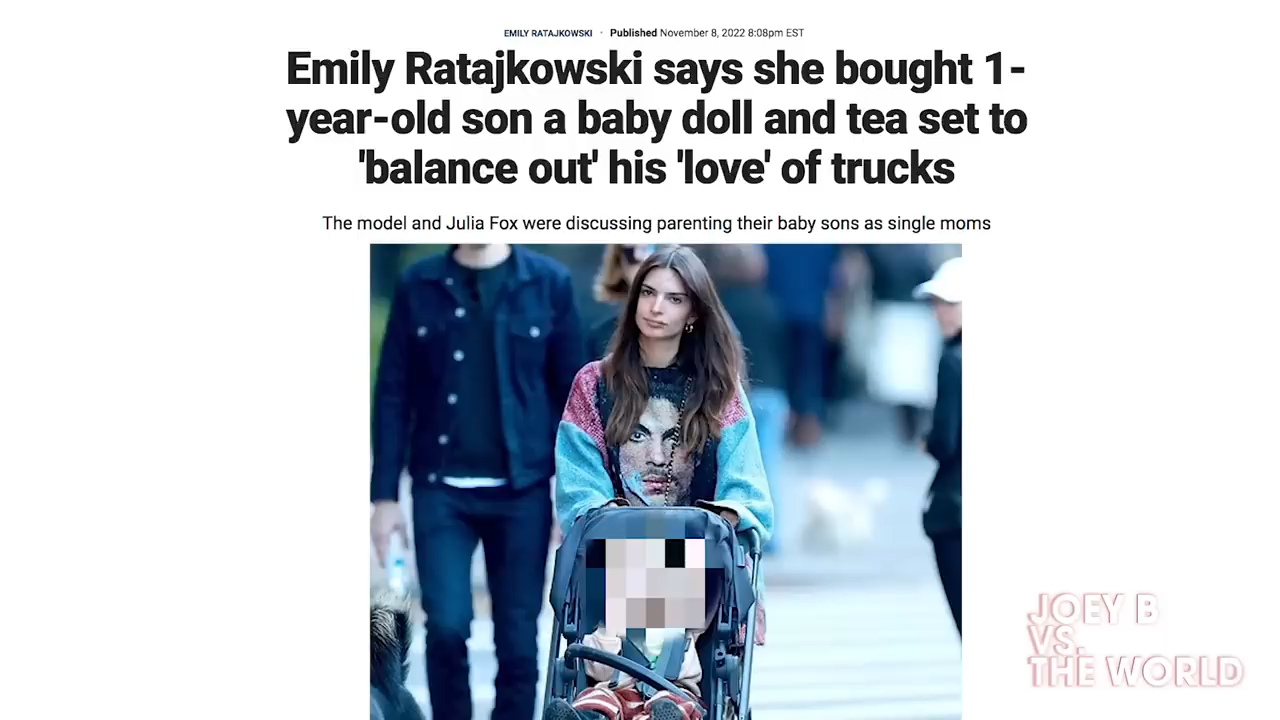 EMILY RATAJKOWSKI · Published November 8, 2022 8:08pm EST
Emily Ratajkowski says she bought 1-
year-old son a baby doll and tea set to
'balance out' his 'love' of trucks
The model and Julia Fox were discussing parenting their baby sons as single moms
JOEY B
VS.
THE WORLD